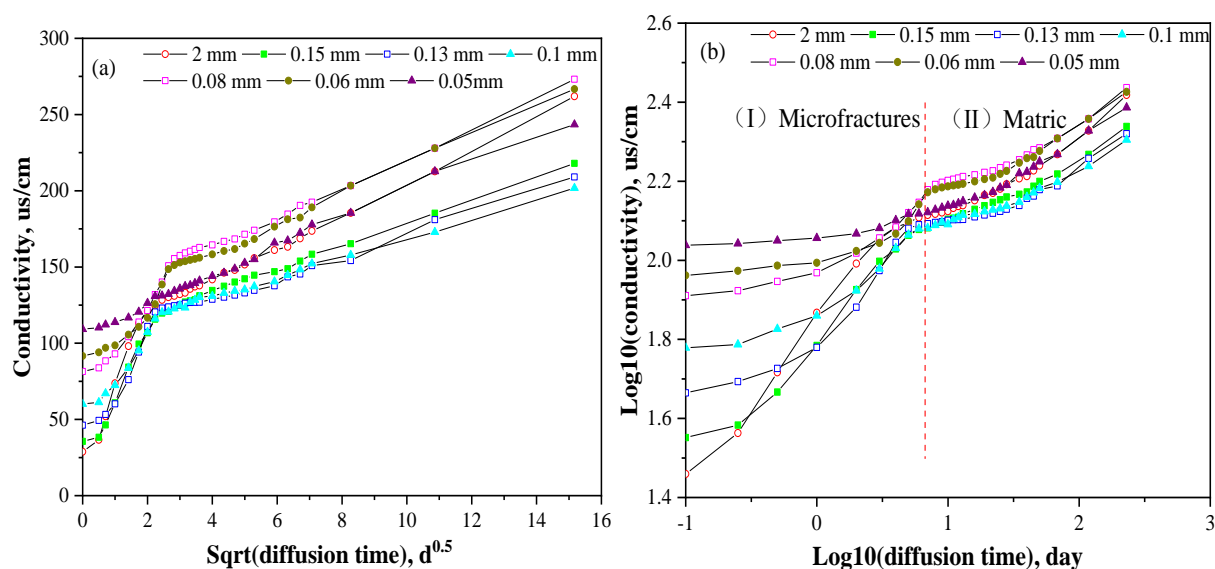 (a)
2 mm 0.15 mm 0.13 mm 0.1 mm
0.08 mm 0.06 mm 0.05mm
300
250
200
150
100
50
0
Conductivity, us/cm
0 2 4 6 8 10 12 14 16
Sqrt(diffusion time), d^0.5
(b)
2 mm 0.15 mm 0.13 mm 0.1 mm
0.08 mm 0.06 mm 0.05 mm
(I) Microfractures (II) Matric
2.6
2.4
2.2
2.0
1.8
1.6
1.4
Log10(conductivity), us/cm
-1 0 1 2 3
Log10(diffusion time), day